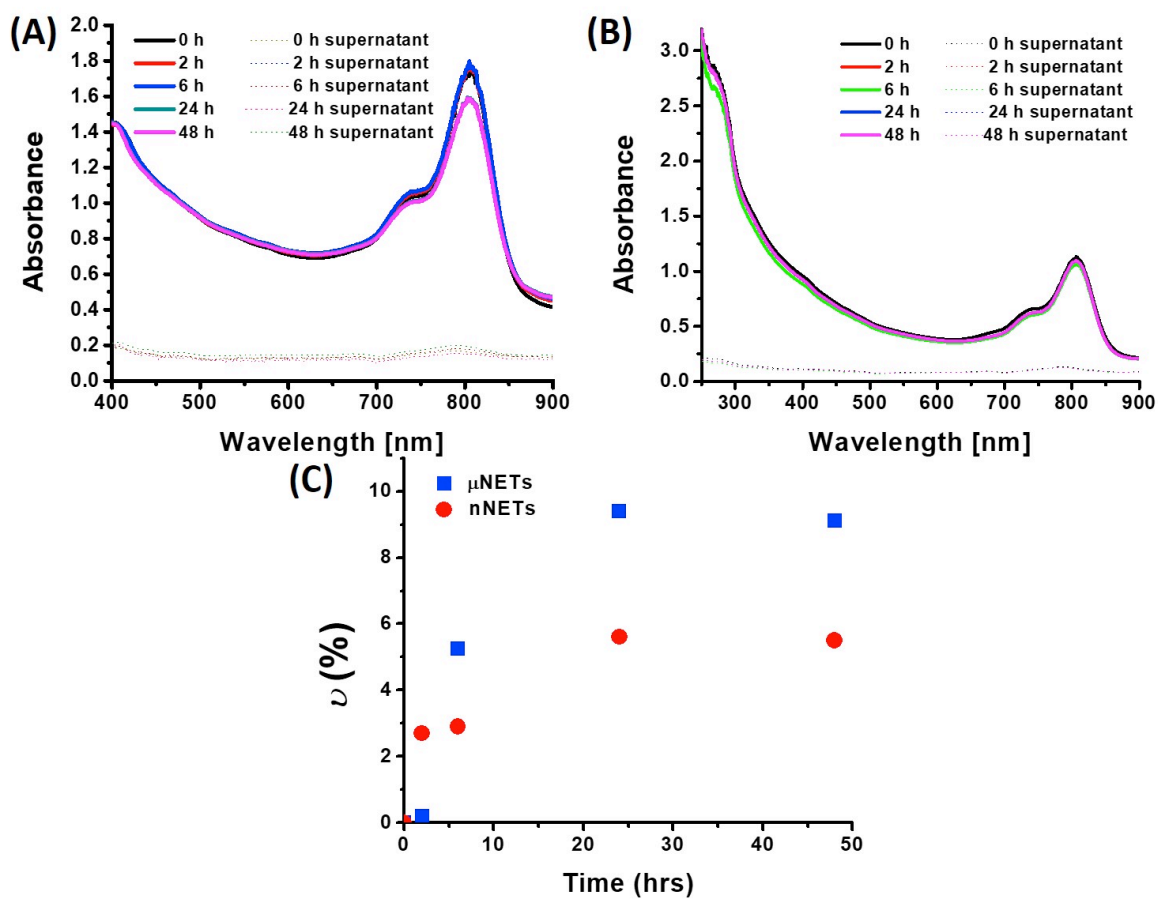 (A)
2.0
1.8
1.6
1.4
1.2
1.0
0.8
0.6
0.4
0.2
0.0
Absorbance
0 h
2 h
6 h
24 h
48 h
0 h supernatant
2 h supernatant
6 h supernatant
24 h supernatant
48 h supernatant
400 500 600 700 800 900
Wavelength [nm]
(B)
3.0
2.5
2.0
1.5
1.0
0.5
0.0
Absorbance
0 h
2 h
6 h
24 h
48 h
0 h supernatant
2 h supernatant
6 h supernatant
24 h supernatant
48 h supernatant
300 400 500 600 700 800 900
Wavelength [nm]
(C)
10
8
6
4
2
0
υ (%)
μNETs
nNETs
0 10 20 30 40 50
Time (hrs)